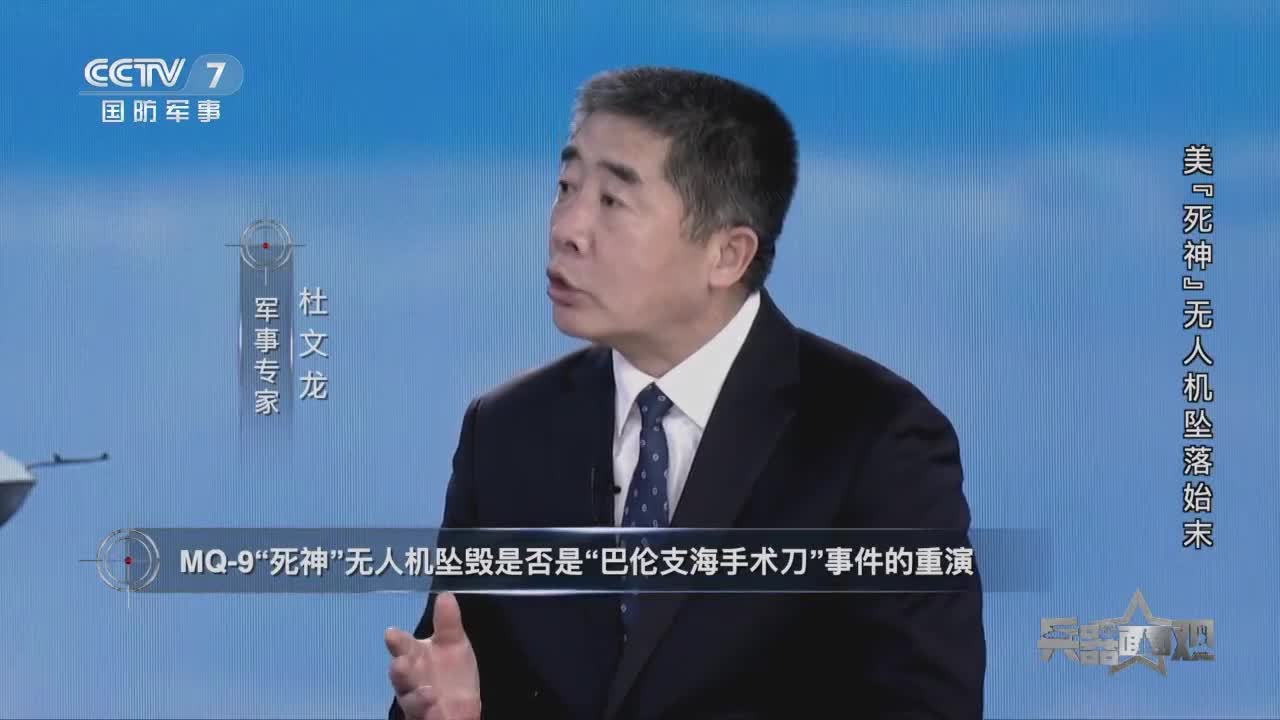 CCTV 7
国防军事
美『死神』无人机坠落始末
杜文龙
军事专家
MQ-9“死神”无人机坠毁是否是“巴伦支海手术刀”事件的重演
兵器面面观